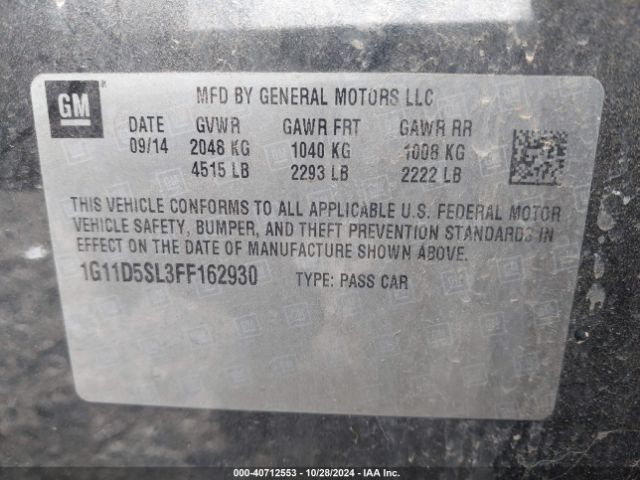 GM
MFD BY GENERAL MOTORS LLC
DATE GVWR GAWR FRT GAWR RR
09/14 2048 KG 1040 KG 1008 KG
4515 LB 2293 LB 2222 LB
THIS VEHICLE CONFORMS TO ALL APPLICABLE U.S. FEDERAL MOTOR
VEHICLE SAFETY, BUMPER, AND THEFT PREVENTION STANDARDS IN
EFFECT ON THE DATE OF MANUFACTURE SHOWN ABOVE.
1G11D5SL3FF162930 TYPE: PASS CAR
000-40712553 | 10/28/2024 - IAA Inc.